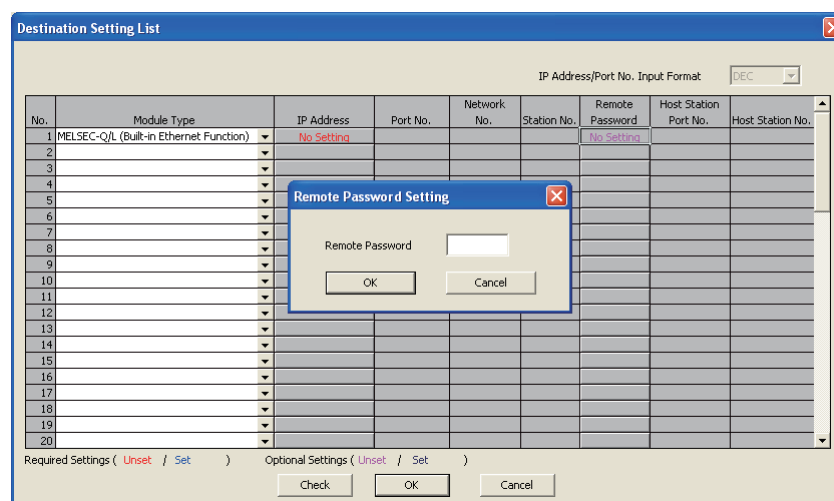 Destination Setting List
IP Address/Port No. Input Format DEC
No. Module Type IP Address Port No. Network No. Station No. Remote Password Host Station Port No. Host Station No.
1 MELSEC-Q/L (Built-in Ethernet Function) No Setting No Setting
2
3
4
5
6
7
8
9
10
11
12
13
14
15
16
17
18
19
20
Remote Password Setting
Remote Password
OK Cancel
Required Settings ( Unset / Set ) Optional Settings ( Unset / Set )
Check OK Cancel